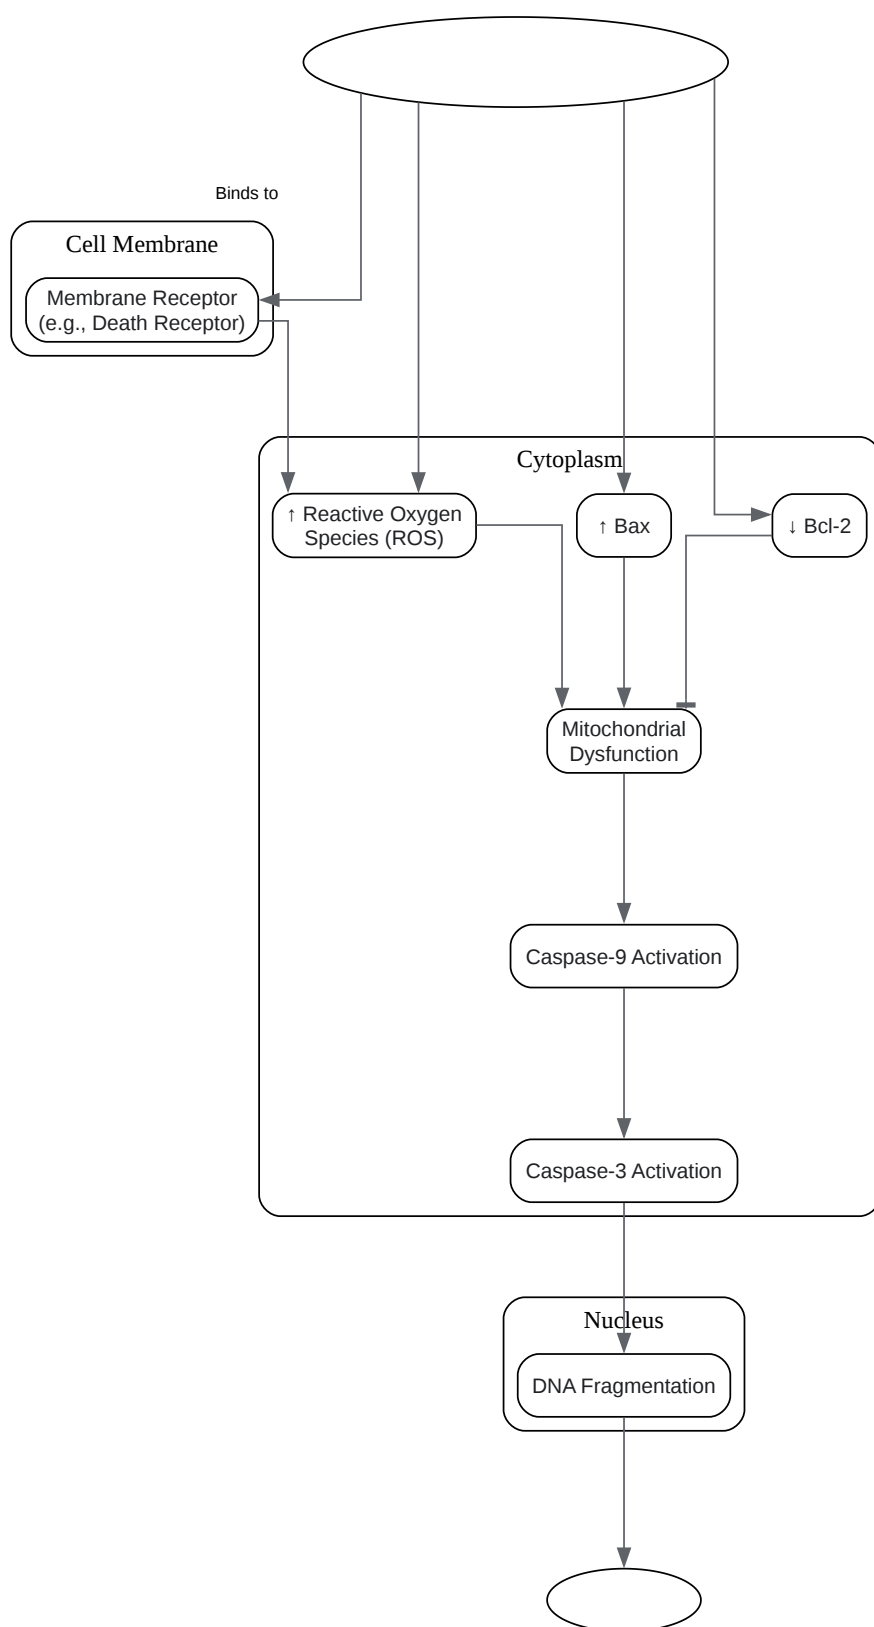 Binds to
Cell Membrane
Membrane Receptor
(e.g., Death Receptor)
Cytoplasm
↑ Reactive Oxygen
Species (ROS)
↑ Bax
↓ Bcl-2
Mitochondrial
Dysfunction
Caspase-9 Activation
Caspase-3 Activation
Nucleus
DNA Fragmentation